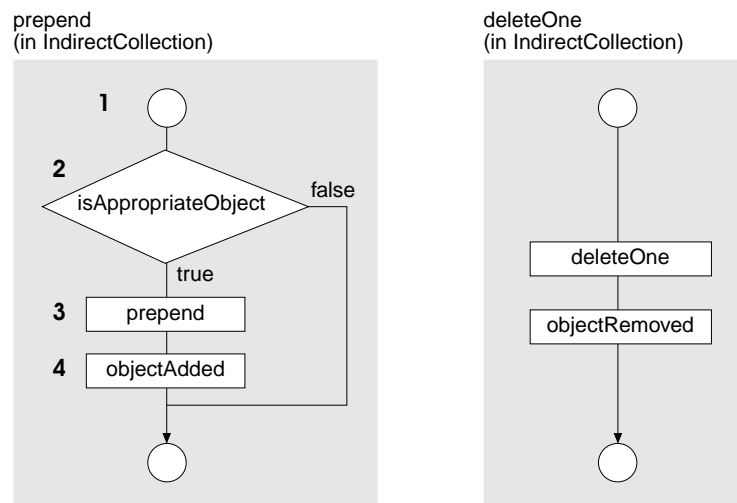 prepend
(in IndirectCollection)
1
2
isAppropriateObject
false
true
3
prepend
4
objectAdded
deleteOne
(in IndirectCollection)
deleteOne
objectRemoved